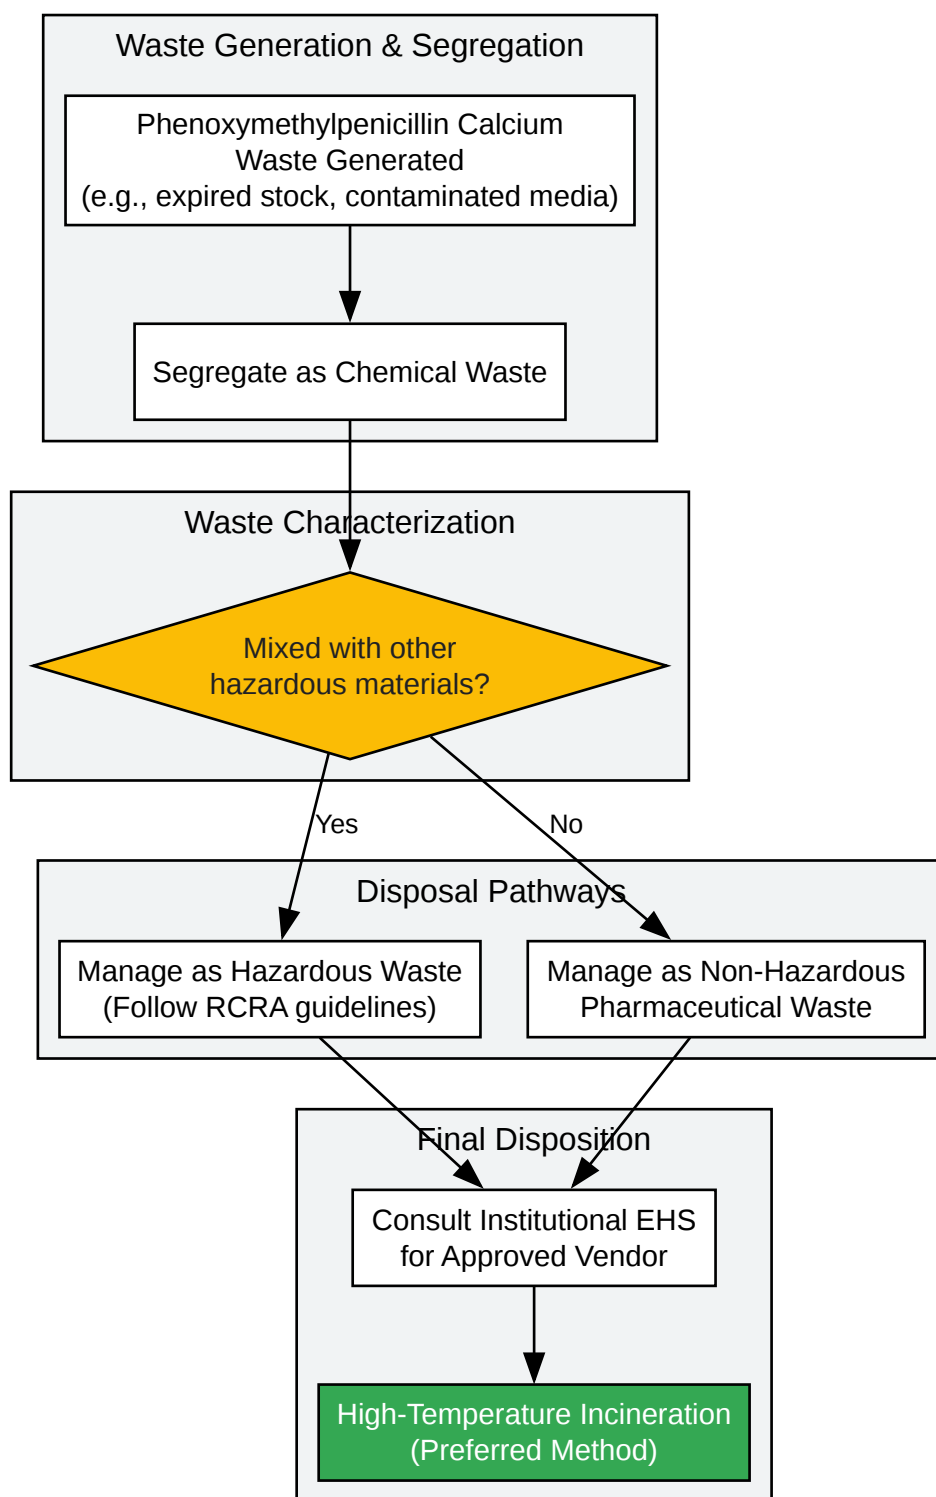 Waste Generation & Segregation
Phenoxymethylpenicillin Calcium
Waste Generated
(e.g., expired stock, contaminated media)
Segregate as Chemical Waste
Waste Characterization
Mixed with other
hazardous materials?
Yes
No
Disposal Pathways
Manage as Hazardous Waste
(Follow RCRA guidelines)
Manage as Non-Hazardous
Pharmaceutical Waste
Final Disposition
Consult Institutional EHS
for Approved Vendor
High-Temperature Incineration
(Preferred Method)